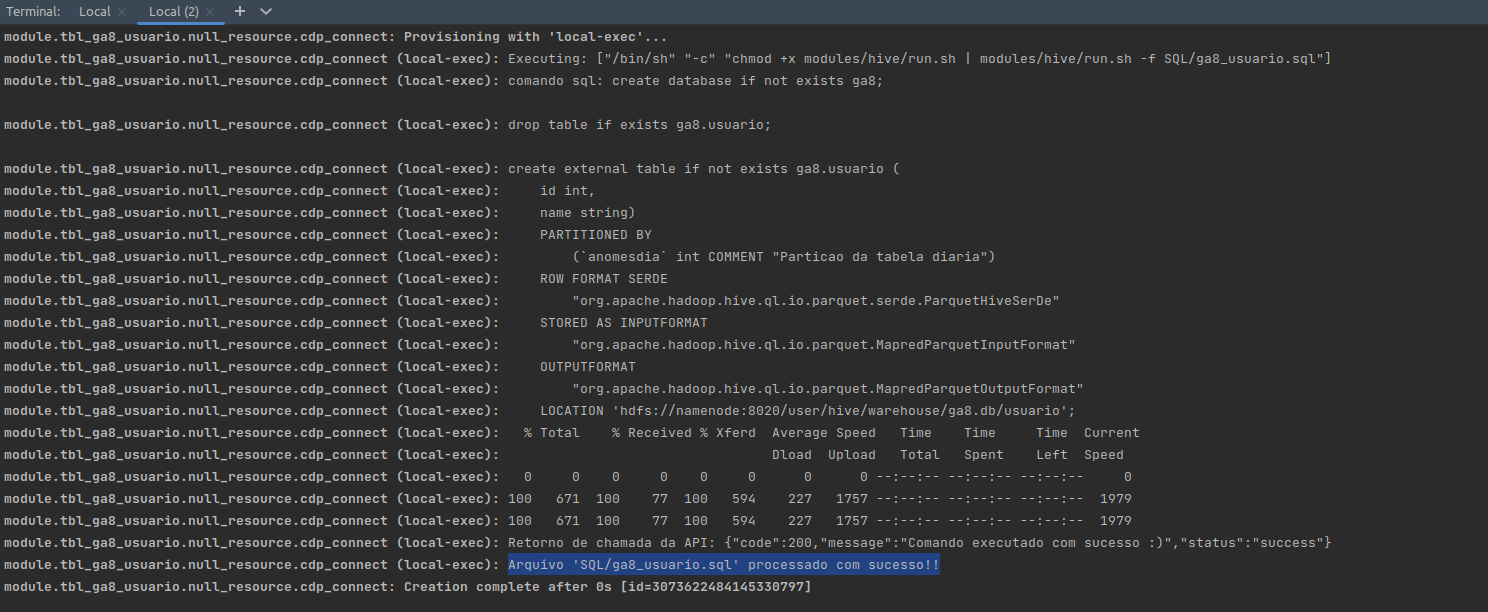 Terminal: Local × Local (2) × +
module.tbl_ga8_usuario.null_resource.cdp_connect: Provisioning with 'local-exec'...
module.tbl_ga8_usuario.null_resource.cdp_connect (local-exec): Executing: ["/bin/sh" "-c" "chmod +x modules/hive/run.sh | modules/hive/run.sh -f SQL/ga8_usuario.sql"]
module.tbl_ga8_usuario.null_resource.cdp_connect (local-exec): comando sql: create database if not exists ga8;
module.tbl_ga8_usuario.null_resource.cdp_connect (local-exec): drop table if exists ga8.usuario;
module.tbl_ga8_usuario.null_resource.cdp_connect (local-exec): create external table if not exists ga8.usuario (
module.tbl_ga8_usuario.null_resource.cdp_connect (local-exec):     id int,
module.tbl_ga8_usuario.null_resource.cdp_connect (local-exec):     name string)
module.tbl_ga8_usuario.null_resource.cdp_connect (local-exec):     PARTITIONED BY
module.tbl_ga8_usuario.null_resource.cdp_connect (local-exec):         (`anomesdia` int COMMENT "Particao da tabela diaria")
module.tbl_ga8_usuario.null_resource.cdp_connect (local-exec):     ROW FORMAT SERDE
module.tbl_ga8_usuario.null_resource.cdp_connect (local-exec):         "org.apache.hadoop.hive.ql.io.parquet.serde.ParquetHiveSerDe"
module.tbl_ga8_usuario.null_resource.cdp_connect (local-exec):     STORED AS INPUTFORMAT
module.tbl_ga8_usuario.null_resource.cdp_connect (local-exec):         "org.apache.hadoop.hive.ql.io.parquet.MapredParquetInputFormat"
module.tbl_ga8_usuario.null_resource.cdp_connect (local-exec):     OUTPUTFORMAT
module.tbl_ga8_usuario.null_resource.cdp_connect (local-exec):         "org.apache.hadoop.hive.ql.io.parquet.MapredParquetOutputFormat"
module.tbl_ga8_usuario.null_resource.cdp_connect (local-exec):     LOCATION 'hdfs://namenode:8020/user/hive/warehouse/ga8.db/usuario';
module.tbl_ga8_usuario.null_resource.cdp_connect (local-exec):   % Total    % Received % Xferd  Average Speed   Time    Time     Time  Current
module.tbl_ga8_usuario.null_resource.cdp_connect (local-exec):                                  Dload  Upload   Total   Spent    Left  Speed
module.tbl_ga8_usuario.null_resource.cdp_connect (local-exec):   0     0    0     0    0     0      0      0 --:--:-- --:--:-- --:--:--     0
module.tbl_ga8_usuario.null_resource.cdp_connect (local-exec): 100   671  100    77  100   594    227   1757 --:--:-- --:--:-- --:--:--  1979
module.tbl_ga8_usuario.null_resource.cdp_connect (local-exec): 100   671  100    77  100   594    227   1757 --:--:-- --:--:-- --:--:--  1979
module.tbl_ga8_usuario.null_resource.cdp_connect (local-exec): Retorno de chamada da API: {"code":200,"message":"Comando executado com sucesso :)","status":"success"}
module.tbl_ga8_usuario.null_resource.cdp_connect (local-exec): Arquivo 'SQL/ga8_usuario.sql' processado com sucesso!!
module.tbl_ga8_usuario.null_resource.cdp_connect: Creation complete after 0s [id=3073622484145330797]